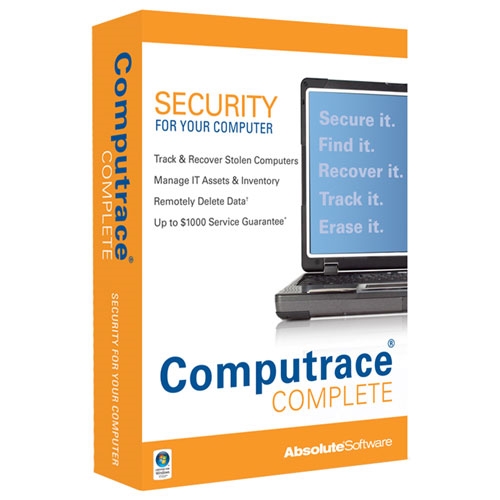 Computrace®
COMPLETE
SECURITY FOR YOUR COMPUTER
SECURITY
FOR YOUR COMPUTER
Track & Recover Stolen Computers
Manage IT Assets & Inventory
Remotely Delete Data†
Up to $1000 Service Guarantee*
Secure it.
Find it.
Recover it.
Track it.
Erase it.
Computrace®
COMPLETE
AbsoluteSoftware